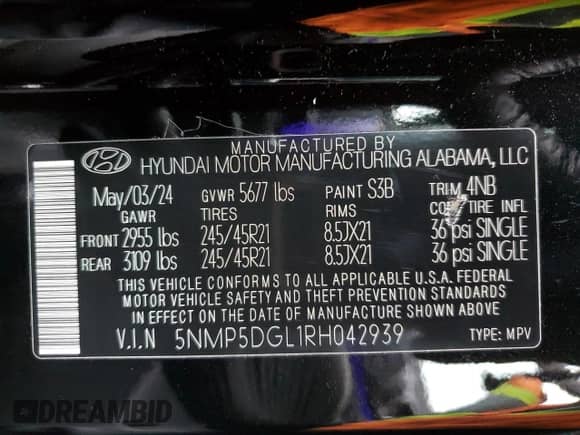 MANUFACTURED BY
HYUNDAI MOTOR MANUFACTURING ALABAMA, LLC
May/03/24 GVWR 5677 lbs PAINT S3B TRIM 4NB
GAWR TIRES RIMS COLD TIRE INFL
FRONT 2955 lbs 245/45R21 8.5JX21 36 psi SINGLE
REAR 3109 lbs 245/45R21 8.5JX21 36 psi SINGLE
THIS VEHICLE CONFORMS TO ALL APPLICABLE U.S.A. FEDERAL
MOTOR VEHICLE SAFETY AND THEFT PREVENTION STANDARDS
IN EFFECT ON THE DATE OF MANUFACTURE SHOWN ABOVE.
V.I.N 5NMP5DGL1RH042939 TYPE: MPV
DREAMBID